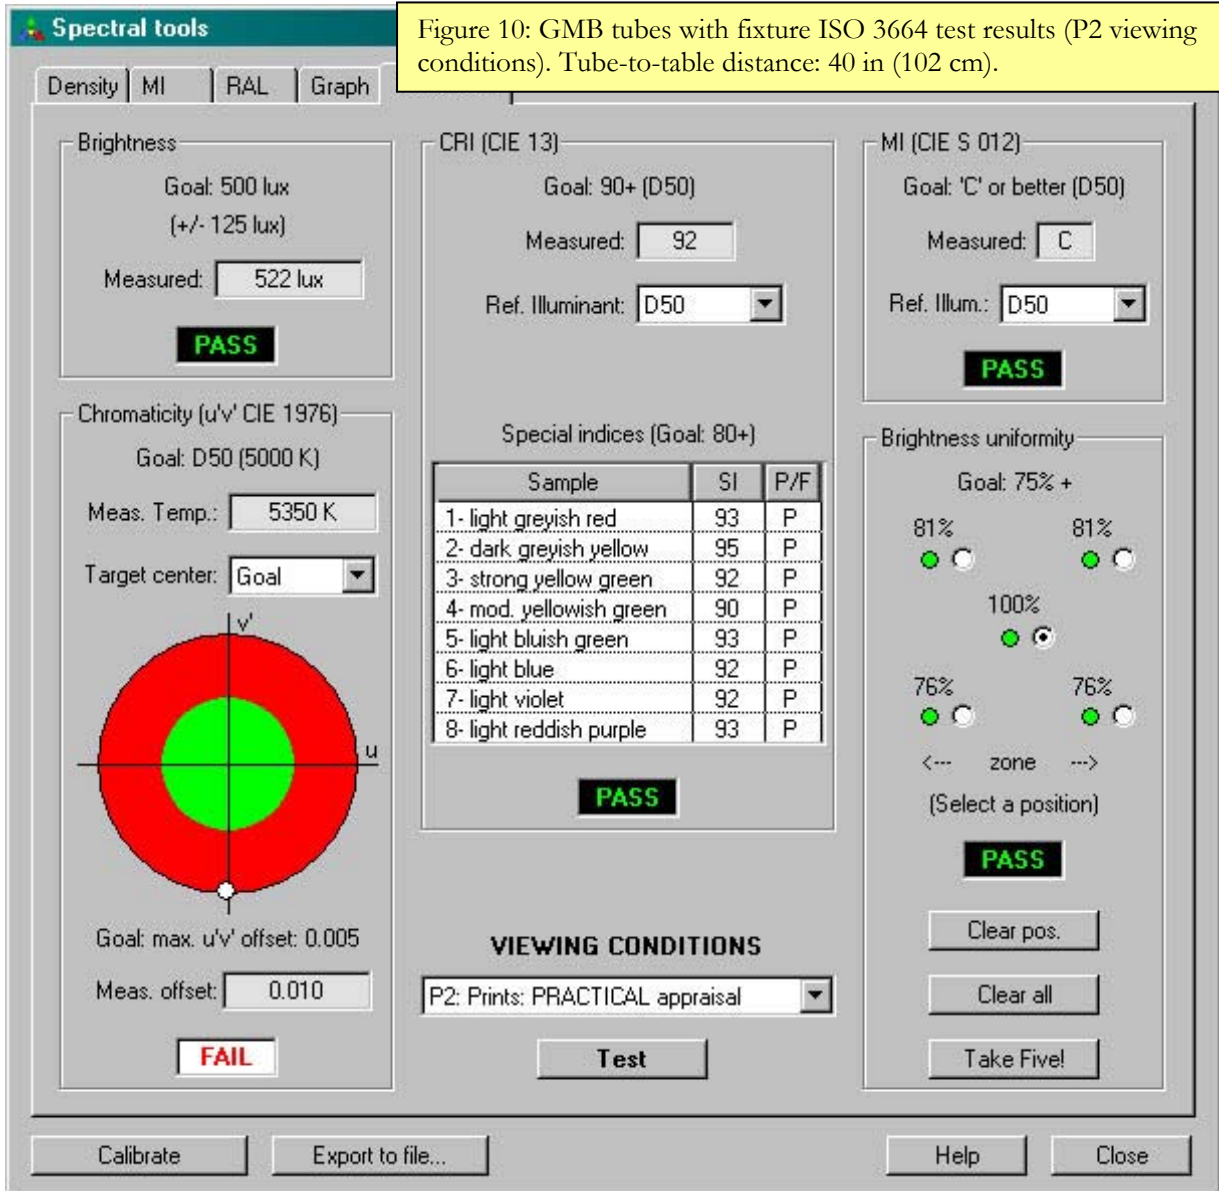 Spectral tools
Figure 10: GMB tubes with fixture ISO 3664 test results (P2 viewing
conditions). Tube-to-table distance: 40 in (102 cm).
Density
MI
RAL
Graph
Brightness
Goal: 500 lux
(+/- 125 lux)
Measured: 522 lux
PASS
Chromaticity (u'v' CIE 1976)
Goal: D50 (5000 K)
Meas. Temp.: 5350 K
Target center: Goal
v'
u
Goal: max. u'v' offset: 0.005
Meas. offset: 0.010
FAIL
CRI (CIE 13)
Goal: 90+ (D50)
Measured: 92
Ref. Illuminant: D50
Special indices (Goal: 80+)
Sample SI P/F
1- light greyish red 93 P
2- dark greyish yellow 95 P
3- strong yellow green 92 P
4- mod. yellowish green 90 P
5- light bluish green 93 P
6- light blue 92 P
7- light violet 92 P
8- light reddish purple 93 P
PASS
VIEWING CONDITIONS
P2: Prints: PRACTICAL appraisal
Test
MI (CIE S 012)
Goal: 'C' or better (D50)
Measured: C
Ref. Illum.: D50
PASS
Brightness uniformity
Goal: 75% +
81% 81%
100%
76% 76%
<--- zone --->
(Select a position)
PASS
Clear pos.
Clear all
Take Five!
Calibrate
Export to file...
Help
Close